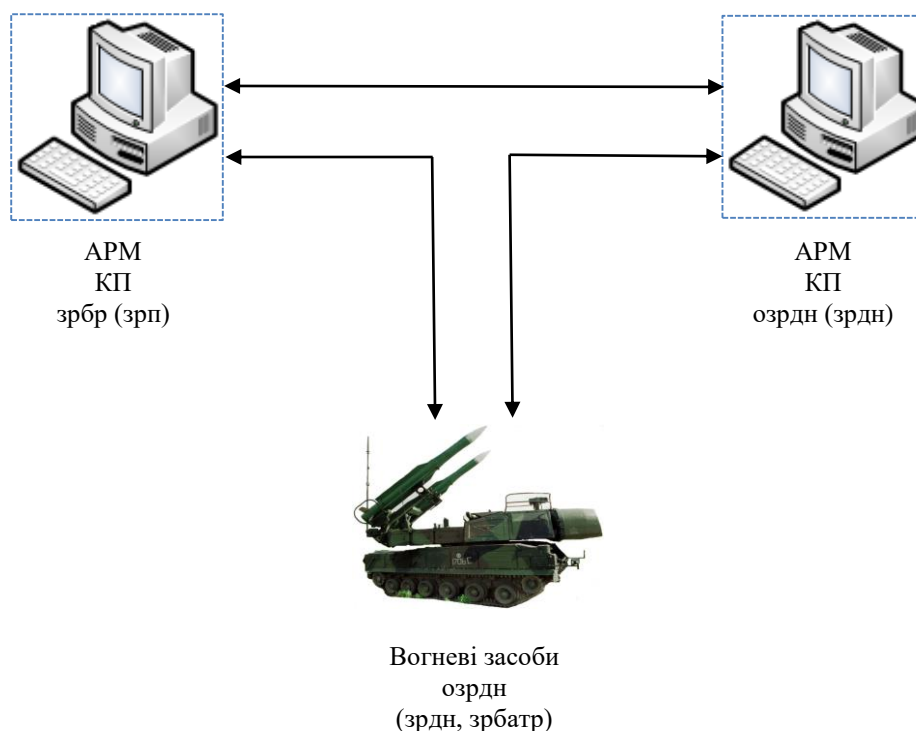 АРМ
КП
зрбр (зрп)
АРМ
КП
озрдн (зрдн)
Вогневі засоби
озрдн
(зрдн, зрбатр)